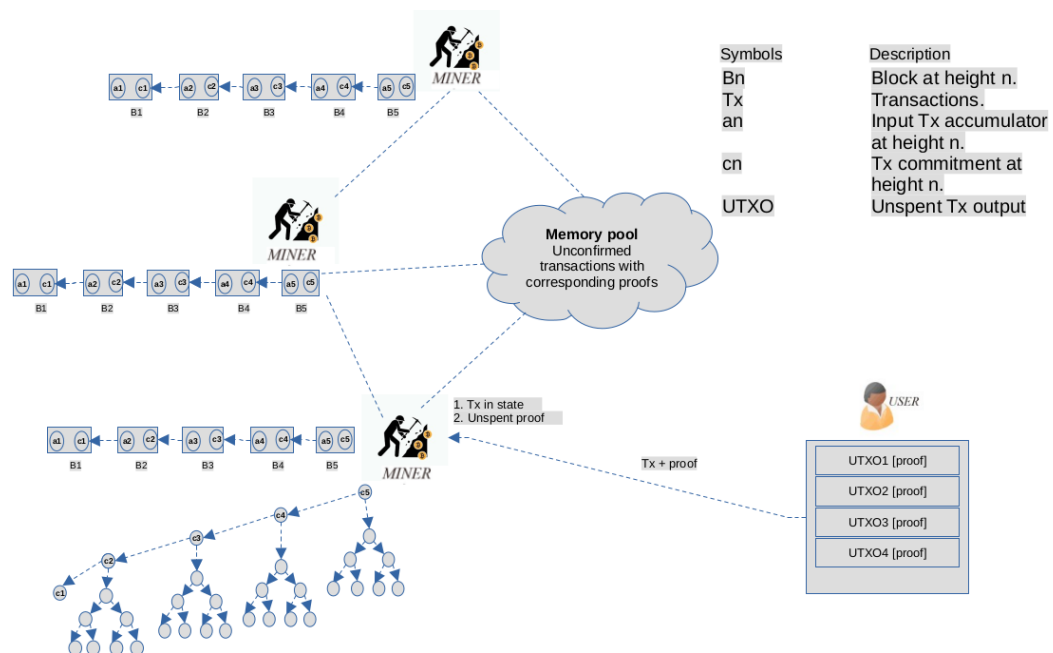 MINER
a1 c1 a2 c2 a3 c3 a4 c4 a5 c5
B1 B2 B3 B4 B5
Symbols Description
Bn Block at height n.
Tx Transactions.
an Input Tx accumulator
at height n.
cn Tx commitment at
height n.
UTXO Unspent Tx output
MINER
Memory pool
Unconfirmed
transactions with
corresponding proofs
a1 c1 a2 c2 a3 c3 a4 c4 a5 c5
B1 B2 B3 B4 B5
1. Tx in state
2. Unspent proof
USER
a1 c1 a2 c2 a3 c3 a4 c4 a5 c5
B1 B2 B3 B4 B5
MINER
Tx + proof
UTXO1 [proof]
UTXO2 [proof]
UTXO3 [proof]
UTXO4 [proof]
c5
c4
c3
c2
c1